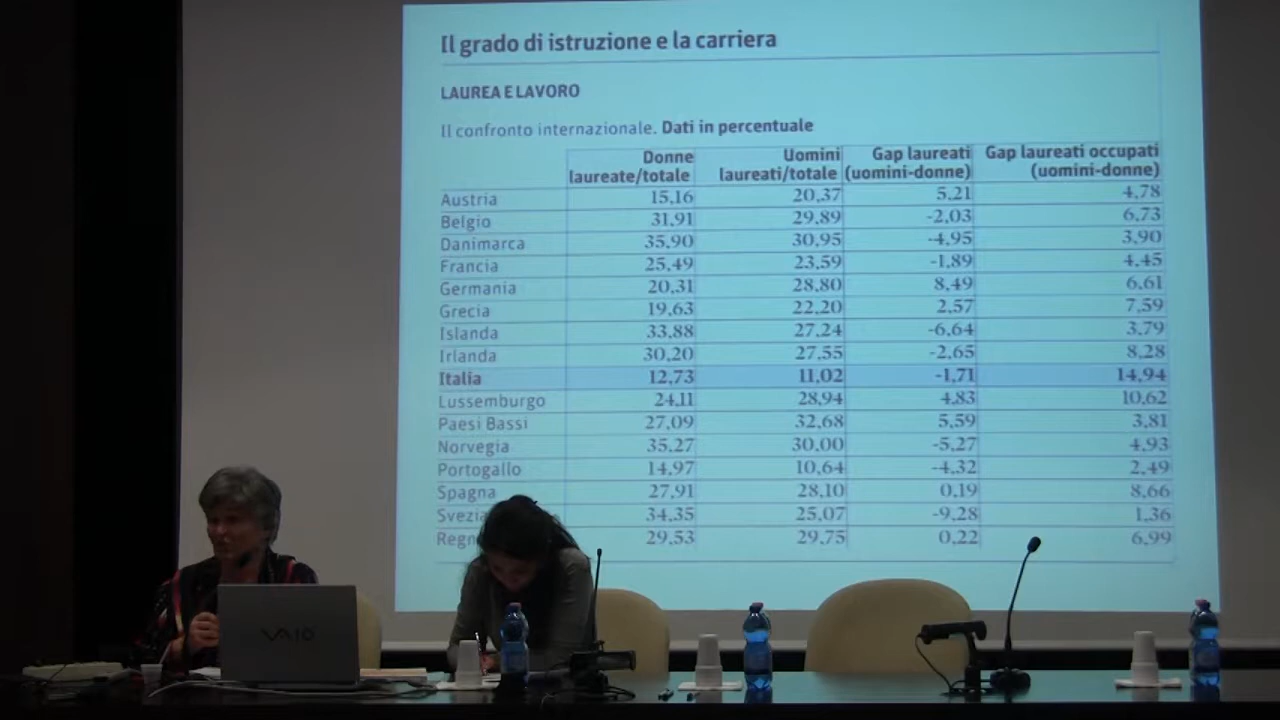 Il grado di istruzione e la carriera
LAUREA E LAVORO
Il confronto internazionale. Dati in percentuale
Donne laureate/totale Uomini laureati/totale Gap laureati (uomini-donne) Gap laureati occupati (uomini-donne)
Austria 15,16 20,37 5,21 4,78
Belgio 31,91 29,89 -2,03 6,73
Danimarca 35,90 30,95 -4,95 3,90
Francia 25,49 23,59 -1,89 4,45
Germania 20,31 28,80 8,49 6,61
Grecia 19,63 22,20 2,57 7,59
Islanda 33,88 27,24 -6,64 3,79
Irlanda 30,20 27,55 -2,65 8,28
Italia 12,73 11,02 -1,71 14,94
Lussemburgo 24,11 28,94 4,83 10,62
Paesi Bassi 27,09 32,68 5,59 3,81
Norvegia 35,27 30,00 -5,27 4,93
Portogallo 14,97 10,64 -4,32 2,49
Spagna 27,91 28,10 0,19 8,66
Svezia 34,35 25,07 -9,28 1,36
Regn 29,53 29,75 0,22 6,99
VAIO